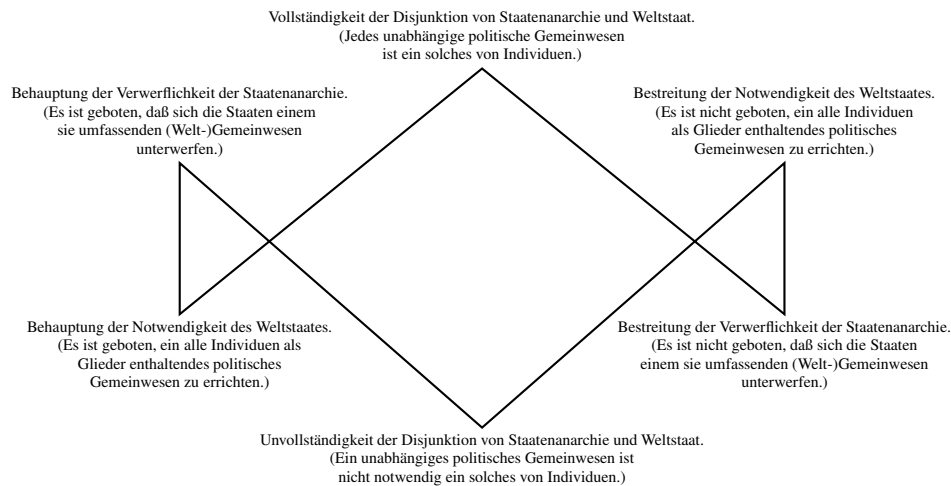 Vollständigkeit der Disjunktion von Staatenanarchie und Weltstaat.
(Jedes unabhängige politische Gemeinwesen
ist ein solches von Individuen.)
Behauptung der Verwerflichkeit der Staatenanarchie.
(Es ist geboten, daß sich die Staaten einem
sie umfassenden (Welt-)Gemeinwesen
unterwerfen.)
Bestreitung der Notwendigkeit des Weltstaates.
(Es ist nicht geboten, ein alle Individuen
als Glieder enthaltendes politisches
Gemeinwesen zu errichten.)
Behauptung der Notwendigkeit des Weltstaates.
(Es ist geboten, ein alle Individuen als
Glieder enthaltendes politisches
Gemeinwesen zu errichten.)
Bestreitung der Verwerflichkeit der Staatenanarchie.
(Es ist nicht geboten, daß sich die Staaten
einem sie umfassenden (Welt-)Gemeinwesen
unterwerfen.)
Unvollständigkeit der Disjunktion von Staatenanarchie und Weltstaat.
(Ein unabhängiges politisches Gemeinwesen ist
nicht notwendig ein solches von Individuen.)